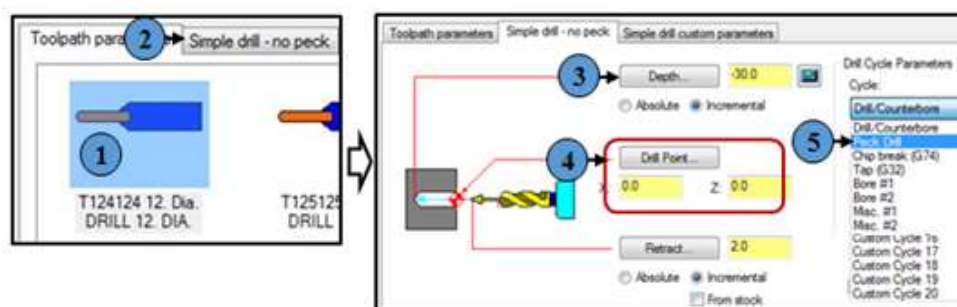 Toolpath para
2
Simple drill - no peck
1
T124124 12. Dia.
DRILL 12. DIA.
T125125
DRILL
Toolpath parameters
Simple drill - no peck
Simple drill custom parameters
3
Depth...
-30.0
Absolute
Incremental
4
Drill Point...
X:
0.0
Z:
0.0
Retract...
2.0
Absolute
Incremental
From stock
Drill Cycle Parameters
Cycle:
Drill/Counterbore
5
Drill/Counterbore
Peck Drill
Chip break (G74)
Tap (G32)
Bore #1
Bore #2
Misc. #1
Misc. #2
Custom Cycle 16
Custom Cycle 17
Custom Cycle 18
Custom Cycle 19
Custom Cycle 20